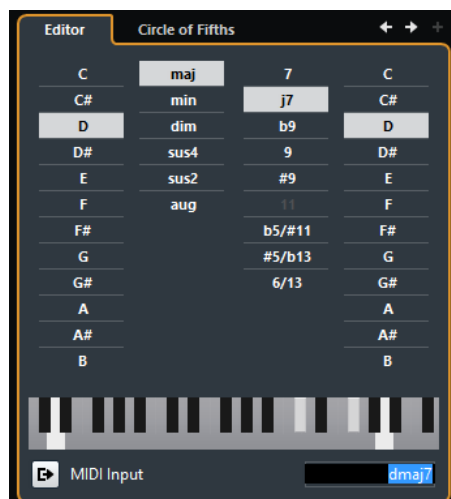 Editor Circle of Fifths
C maj 7 C
C# min j7 C#
D dim b9 D
D# sus4 9 D#
E sus2 #9 E
F aug 11 F
F# b5/#11 F#
G #5/b13 G
G# 6/13 G#
A A
A# A#
B B
MIDI Input dmaj7